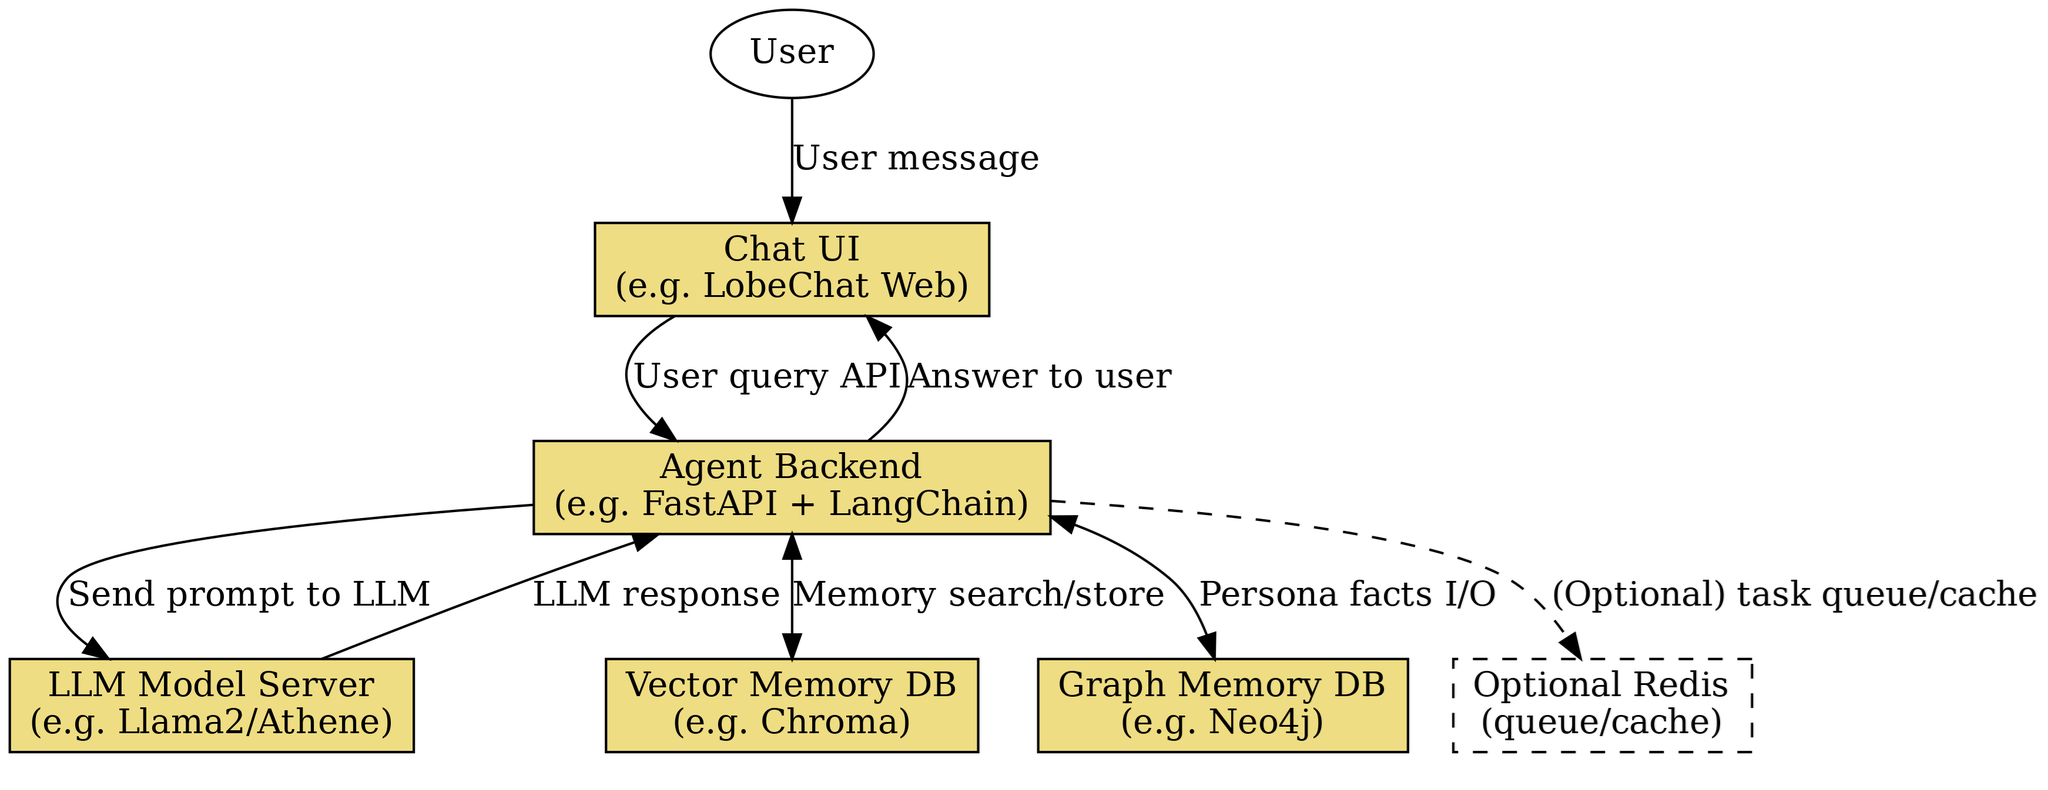 User
User message
Chat UI
(e.g. LobeChat Web)
User query API
Answer to user
Agent Backend
(e.g. FastAPI + LangChain)
Send prompt to LLM
LLM response
Memory search/store
Persona facts I/O
(Optional) task queue/cache
LLM Model Server
(e.g. Llama2/Athene)
Vector Memory DB
(e.g. Chroma)
Graph Memory DB
(e.g. Neo4j)
Optional Redis
(queue/cache)